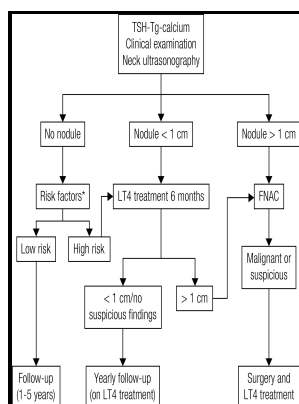 TSH-Tg-calcium
Clinical examination
Neck ultrasonography
No nodule
Nodule < 1 cm
Nodule > 1 cm
Risk factors*
LT4 treatment 6 months
FNAC
Low risk
High risk
Malignant or
suspicious
< 1 cm/no
suspicious findings
> 1 cm
Follow-up
(1-5 years)
Yearly follow-up
(on LT4 treatment)
Surgery and
LT4 treatment